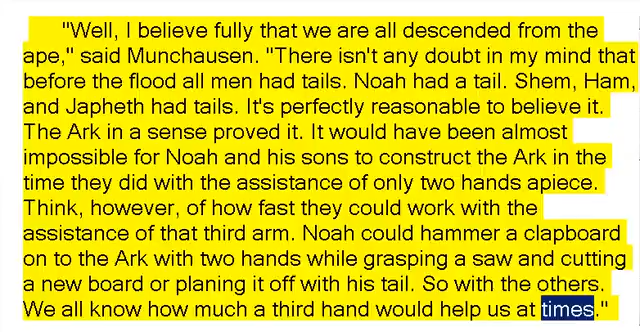 "Well, I believe fully that we are all descended from the
ape," said Munchausen. "There isn't any doubt in my mind that
before the flood all men had tails. Noah had a tail. Shem, Ham,
and Japheth had tails. It's perfectly reasonable to believe it.
The Ark in a sense proved it. It would have been almost
impossible for Noah and his sons to construct the Ark in the
time they did with the assistance of only two hands apiece.
Think, however, of how fast they could work with the
assistance of that third arm. Noah could hammer a clapboard
on to the Ark with two hands while grasping a saw and cutting
a new board or planing it off with his tail. So with the others.
We all know how much a third hand would help us at times."